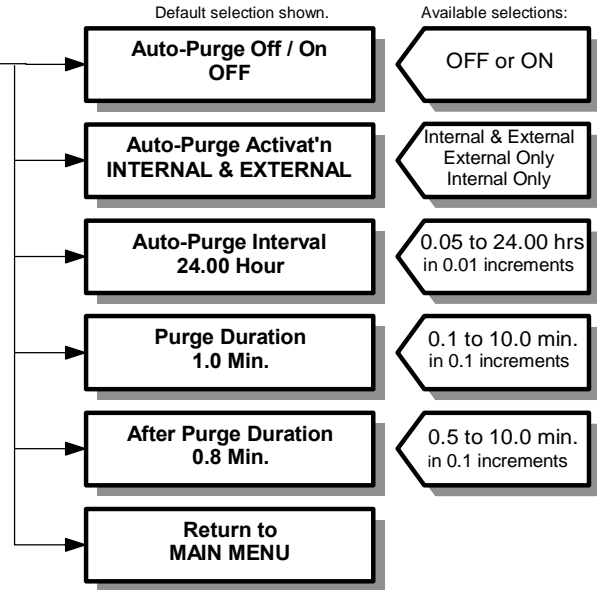 Default selection shown.
Available selections:
Auto-Purge Off / On
OFF
OFF or ON
Auto-Purge Activat'n
INTERNAL & EXTERNAL
Internal & External
External Only
Internal Only
Auto-Purge Interval
24.00 Hour
0.05 to 24.00 hrs
in 0.01 increments
Purge Duration
1.0 Min.
0.1 to 10.0 min.
in 0.1 increments
After Purge Duration
0.8 Min.
0.5 to 10.0 min.
in 0.1 increments
Return to
MAIN MENU